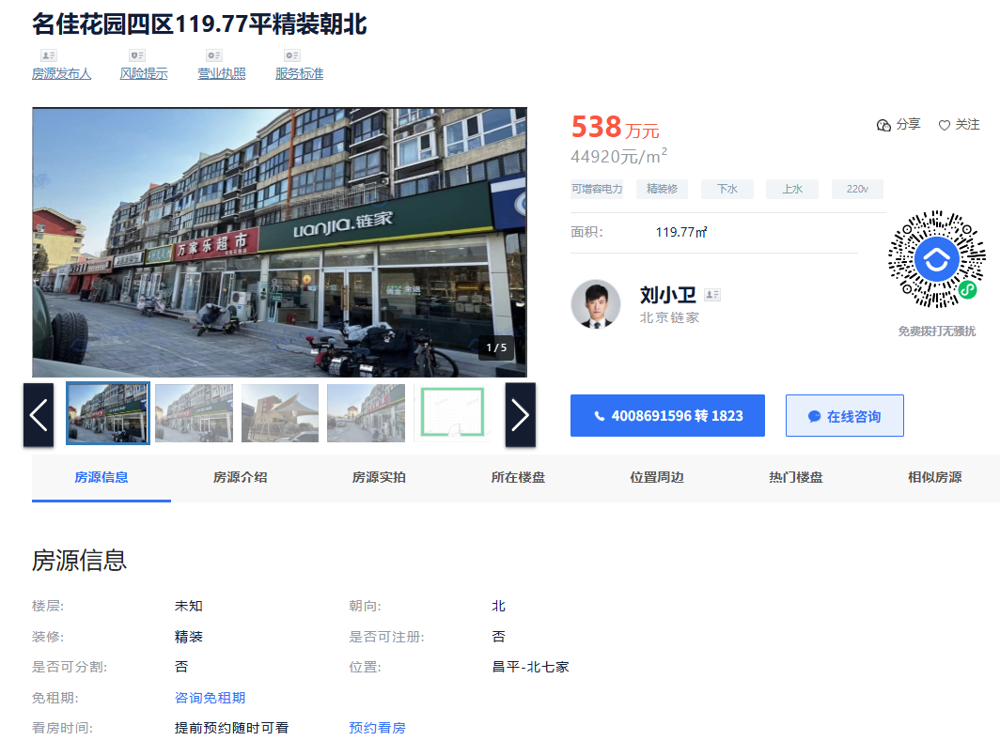 名佳花园四区119.77平精装朝北
房源发布人 风险提示 营业执照 服务标准
538万元
分享 关注
44920元/m²
可增容电力 精装修 下水 上水 220v
面积: 119.77㎡
万家乐超市
LIANJIA.链家
刘小卫
北京链家
免费拨打无骚扰
1/5
4008691596 转 1823
在线咨询
房源信息 房源介绍 房源实拍 所在楼盘 位置周边 热门楼盘 相似房源
房源信息
楼层: 未知 朝向: 北
装修: 精装 是否可注册: 否
是否可分割: 否 位置: 昌平-北七家
免租期: 咨询免租期
看房时间: 提前预约随时可看 预约看房